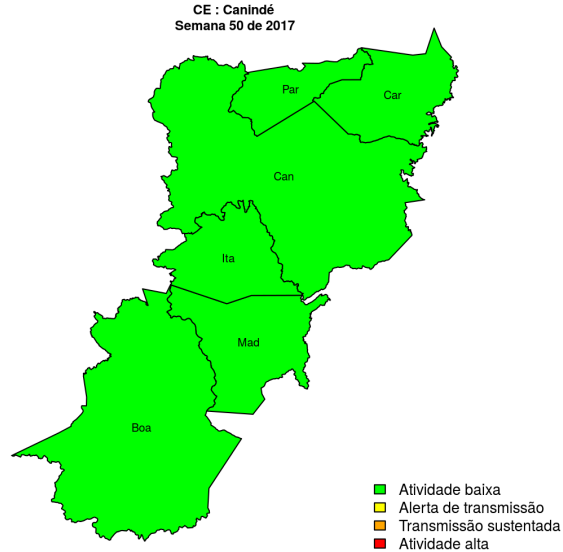 CE : Canindé
Semana 50 de 2017
Par
Car
Can
Ita
Mad
Boa
Atividade baixa
Alerta de transmissão
Transmissão sustentada
Atividade alta